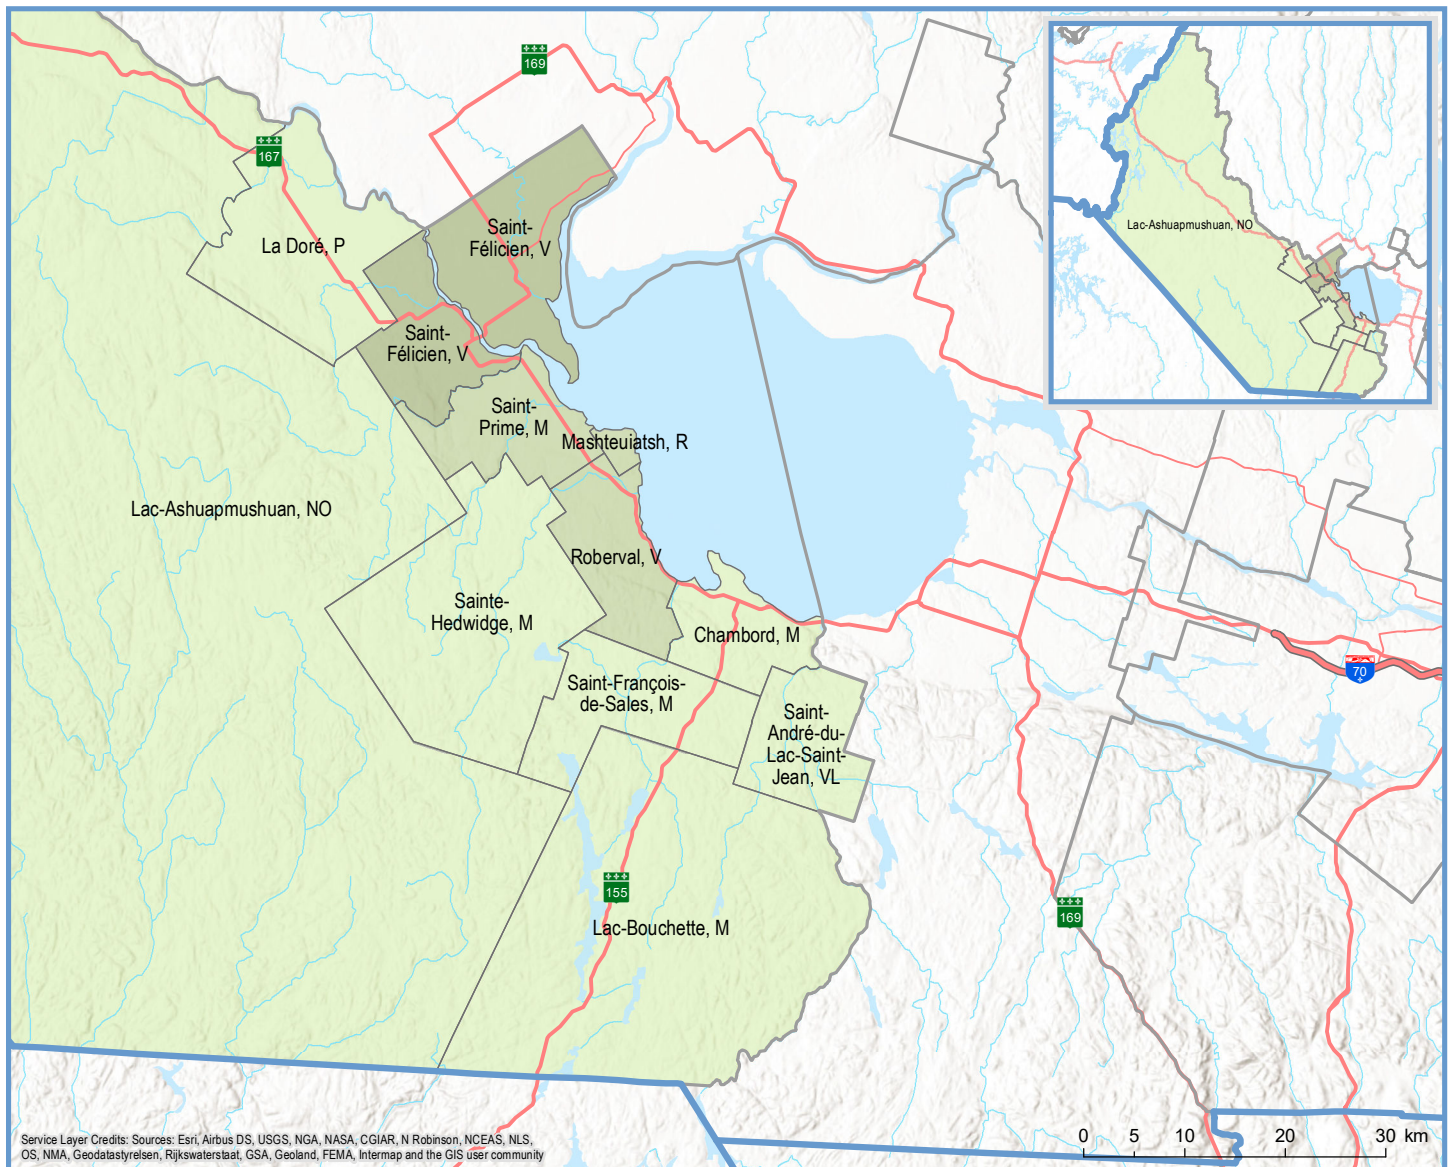 169
167
Lac-Ashuapmushuan, NO
Saint-
Félicien, V
La Doré, P
Saint-
Félicien, V
Saint-
Prime, M
Mashteuiatsh, R
Lac-Ashuapmushuan, NO
Roberval, V
Sainte-
Hedwidge, M
Chambord, M
70
Saint-François-
de-Sales, M
Saint-
André-du-
Lac-Saint-
Jean, VL
155
169
Lac-Bouchette, M
0 5 10 20 30 km
Service Layer Credits: Sources: Esri, Airbus DS, USGS, NGA, NASA, CGIAR, N Robinson, NCEAS, NLS,
OS, NMA, Geodatastyrelsen, Rijkswaterstaat, GSA, Geoland, FEMA, Intermap and the GIS user community